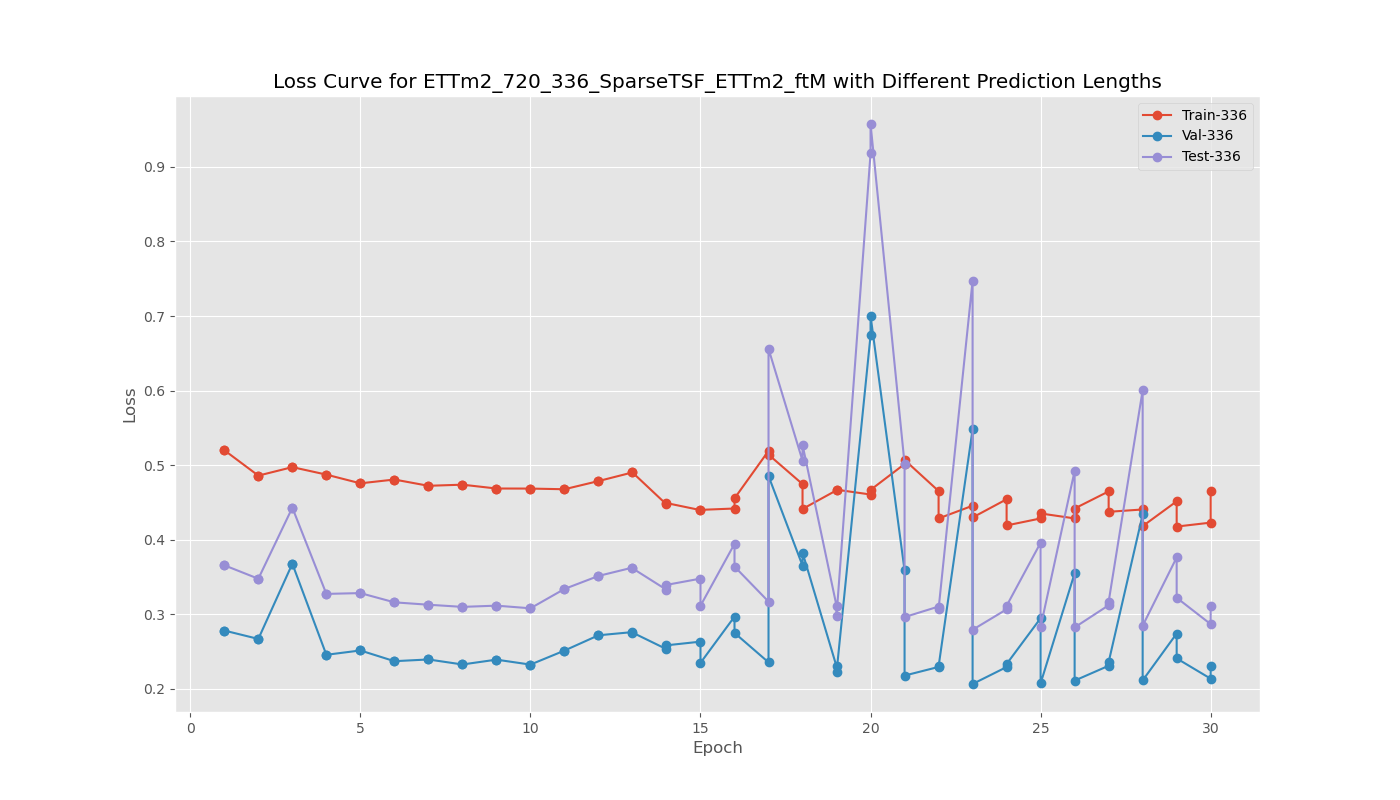 Loss Curve for ETTm2_720_336_SparseTSF_ETTm2_ftM with Different Prediction Lengths
Train-336
Val-336
Test-336
0.9
0.8
0.7
0.6
0.5
0.4
0.3
0.2
Loss
0 5 10 15 20 25 30
Epoch